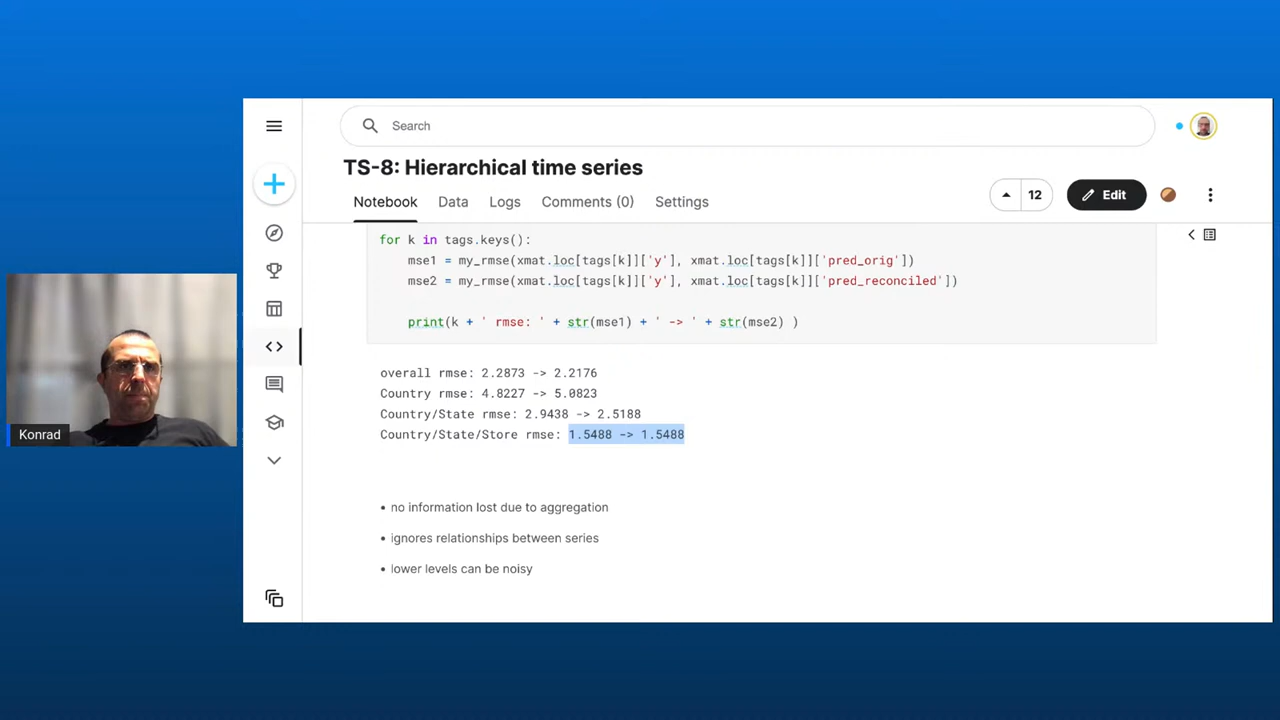 Search
TS-8: Hierarchical time series
Notebook Data Logs Comments (0) Settings
12
Edit
for k in tags.keys():
mse1 = my_rmse(xmat.loc[tags[k]]['y'], xmat.loc[tags[k]]['pred_orig'])
mse2 = my_rmse(xmat.loc[tags[k]]['y'], xmat.loc[tags[k]]['pred_reconciled'])
print(k + ' rmse: ' + str(mse1) + ' -> ' + str(mse2) )
overall rmse: 2.2873 -> 2.2176
Country rmse: 4.8227 -> 5.0823
Country/State rmse: 2.9438 -> 2.5188
Country/State/Store rmse: 1.5488 -> 1.5488
• no information lost due to aggregation
• ignores relationships between series
• lower levels can be noisy
Konrad